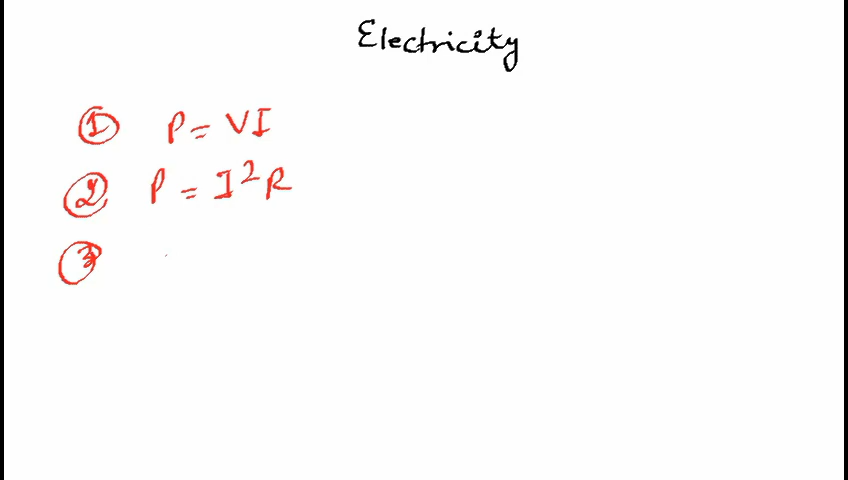 Electricity
① P = VI
② P = I²R
③